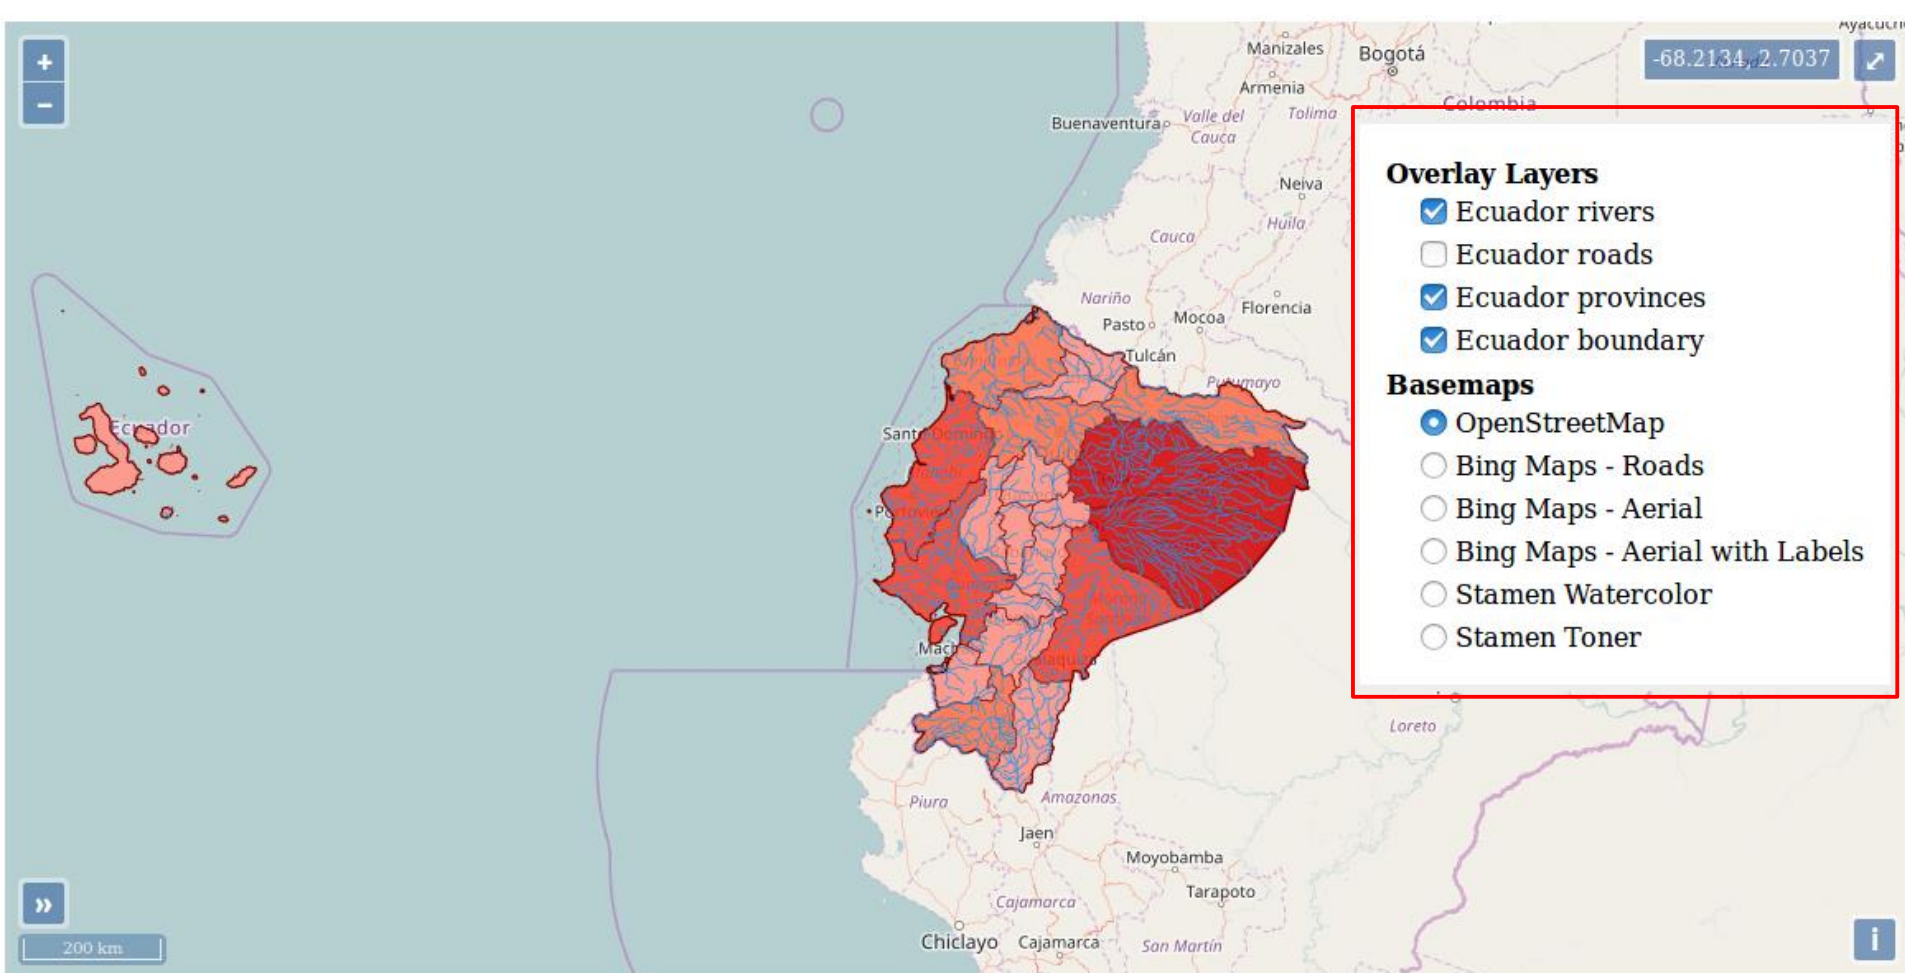 Ayacuch
+
Manizales
Bogotá
-68.2134, 2.7037
−
Armenia
Colombia
Buenaventura
Valle del
Cauca
Tolima
Neiva
Overlay Layers
Ecuador rivers
Cauca
Huila
Ecuador roads
Nariño
Florencia
Ecuador provinces
Pasto
Mocoa
Tulcán
Ecuador boundary
Putumayo
Basemaps
Ecuador
OpenStreetMap
Santo Domingo
Bing Maps - Roads
Bing Maps - Aerial
Bing Maps - Aerial with Labels
Stamen Watercolor
Stamen Toner
Loreto
Piura
Amazonas
Jaen
Moyobamba
Tarapoto
»
Cajamarca
200 km
Chiclayo
Cajamarca
San Martín
i